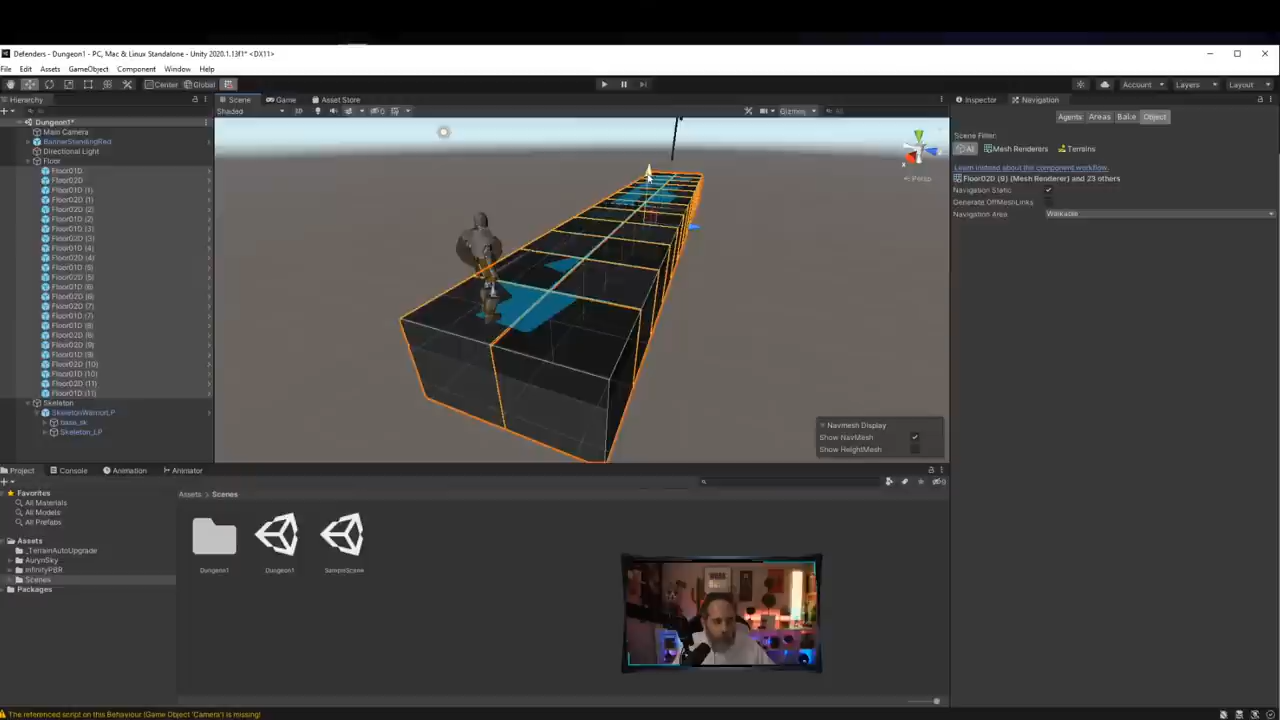 Defenders - Dungeon1 - PC, Mac & Linux Standalone - Unity 2020.1.13f1* <DX11>
File Edit Assets GameObject Component Window Help
Center Global Account Layers Layout
Hierarchy
Dungeon1*
Main Camera
BannerStandingRed
Directional Light
Floor
Floor01D
Floor02D
Floor01D (1)
Floor02D (1)
Floor02D (2)
Floor01D (2)
Floor01D (3)
Floor02D (3)
Floor01D (4)
Floor02D (4)
Floor01D (5)
Floor02D (5)
Floor01D (6)
Floor02D (6)
Floor02D (7)
Floor01D (7)
Floor01D (8)
Floor02D (8)
Floor02D (9)
Floor01D (9)
Floor02D (10)
Floor01D (10)
Floor02D (11)
Floor01D (11)
Skeleton
SkeletonWarriorLP
base_rk
Skeleton_LP
Scene Game Asset Store
Shaded 2D Gizmos All
x
Persp
Navmesh Display
Show NavMesh
Show HeightMesh
Inspector Navigation
Agents Areas Bake Object
Scene Filter:
All Mesh Renderers Terrains
Learn instead about the component workflow.
Floor02D (9) (Mesh Renderer) and 23 others
Navigation Static
Generate OffMeshLinks
Navigation Area Walkable
Project Console Animation Animator
Favorites
All Materials
All Models
All Prefabs
Assets
_TerrainAutoUpgrade
AurynSky
InfinityPBR
Scenes
Packages
Assets > Scenes
Dungeon1 Dungeon1 SampleScene
The referenced script on this Behaviour (Game Object 'Camera') is missing!